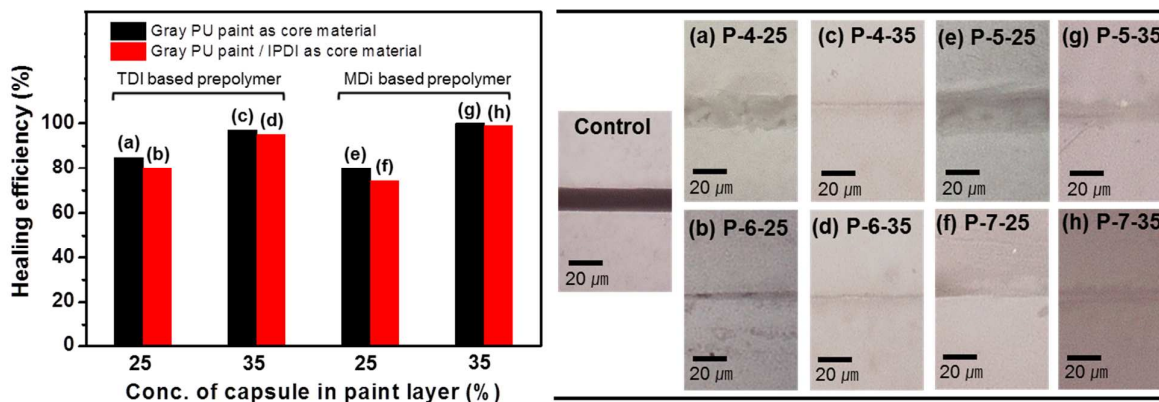 Gray PU paint as core material
Gray PU paint / IPDI as core material
TDI based prepolymer
MDi based prepolymer
Healing efficiency (%)
100
80
60
40
20
0
(a)
(b)
(c)
(d)
(e)
(f)
(g)
(h)
25
35
25
35
Conc. of capsule in paint layer (%)
Control
20 μm
(a) P-4-25
20 μm
(c) P-4-35
20 μm
(e) P-5-25
20 μm
(g) P-5-35
20 μm
(b) P-6-25
20 μm
(d) P-6-35
20 μm
(f) P-7-25
20 μm
(h) P-7-35
20 μm